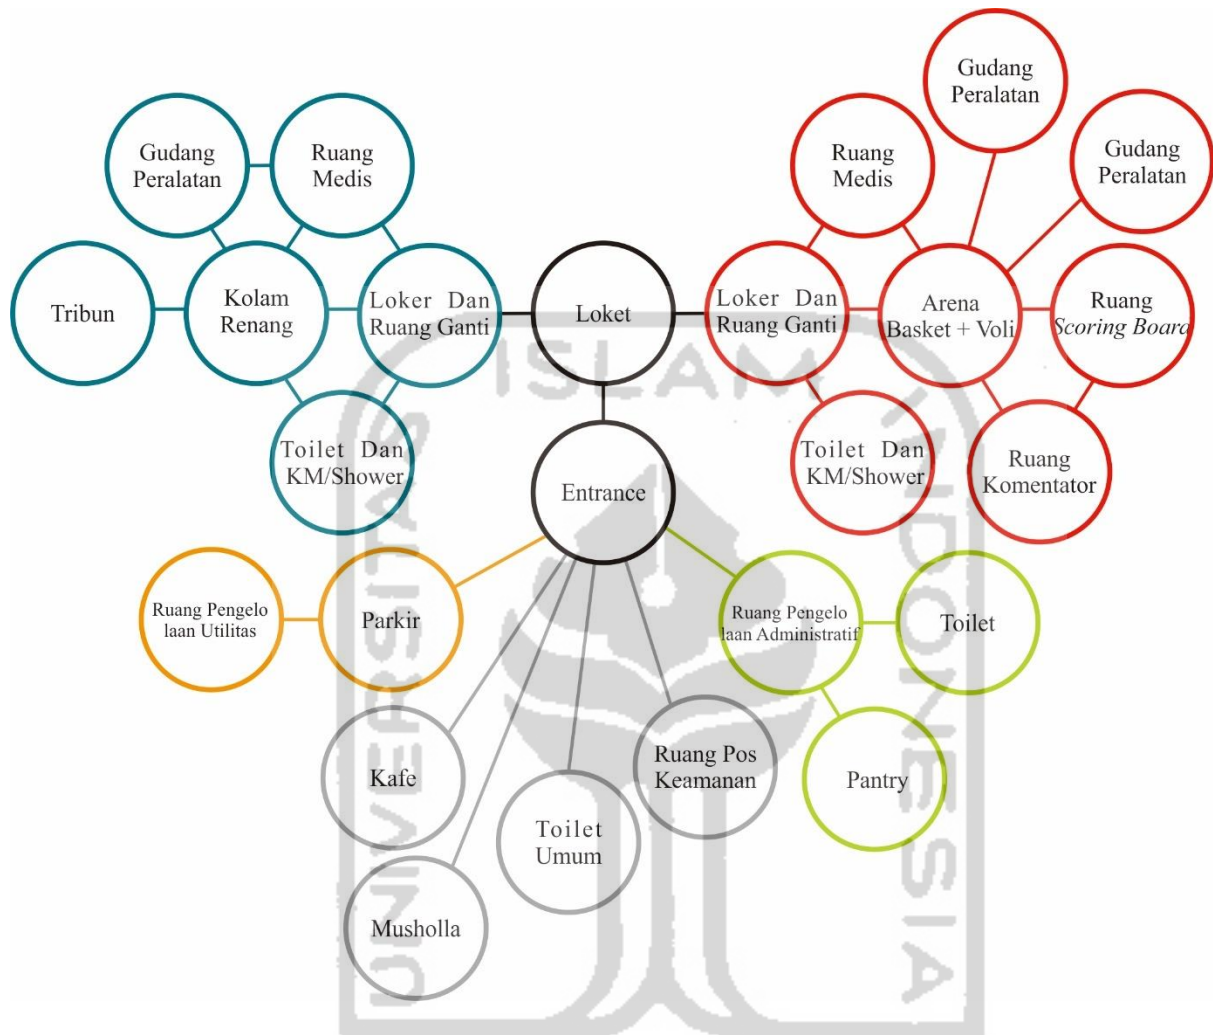 Gudang
Peralatan
Gudang
Peralatan
Ruang
Medis
Ruang
Medis
Gudang
Peralatan
Tribun
Kolam
Renang
Loker Dan
Ruang Ganti
Loket
Loker Dan
Ruang Ganti
Arena
Basket + Voli
Ruang
Scoring Board
Toilet Dan
KM/Shower
Entrance
Toilet Dan
KM/Shower
Ruang
Komentator
Ruang Pengelo
laan Utilitas
Parkir
Ruang Pengelo
laan Administratif
Toilet
Kafe
Ruang Pos
Keamanan
Pantry
Toilet
Umum
Musholla
UNIVERSITAS
ISLAM
INDONESIA